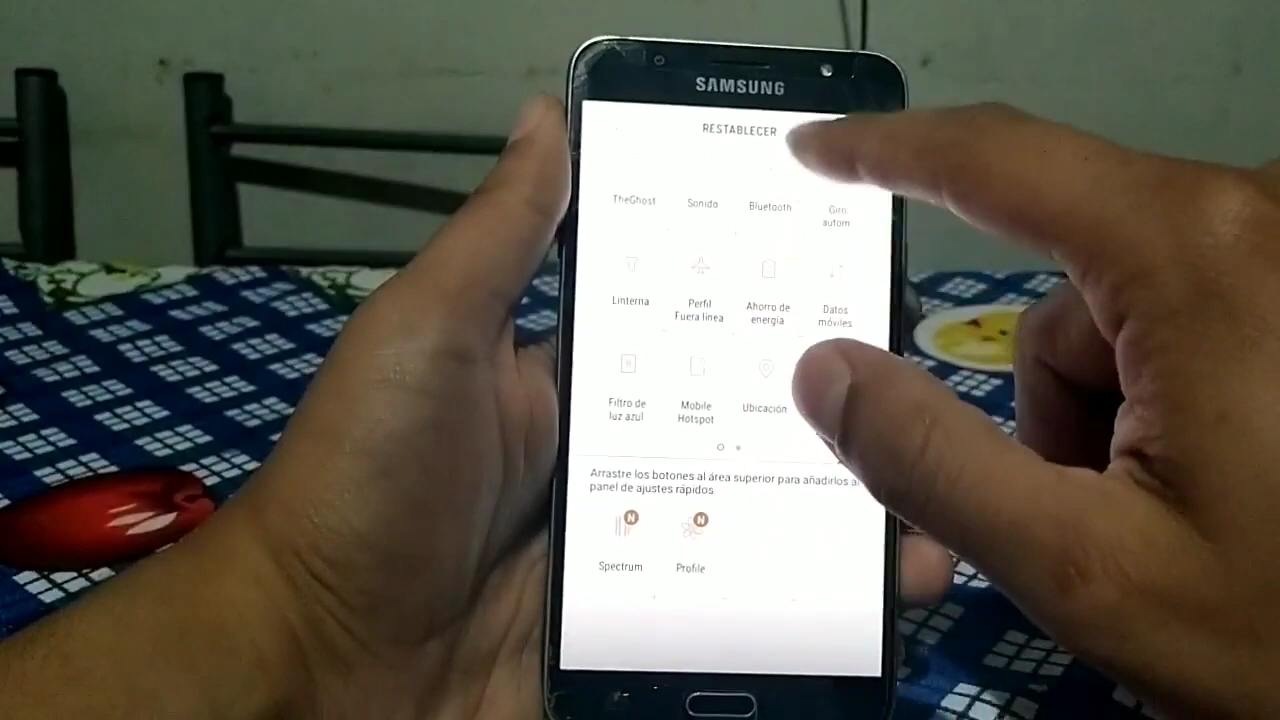 SAMSUNG
RESTABLECER
TheGhost
Sonido
Bluetooth
Giro
autom
Linterna
Perfil
Fuera línea
Ahorro de
energía
Datos
móviles
Filtro de
luz azul
Mobile
Hotspot
Ubicación
Arrastre los botones al área superior para añadirlos al
panel de ajustes rápidos
N
N
Spectrum
Profile